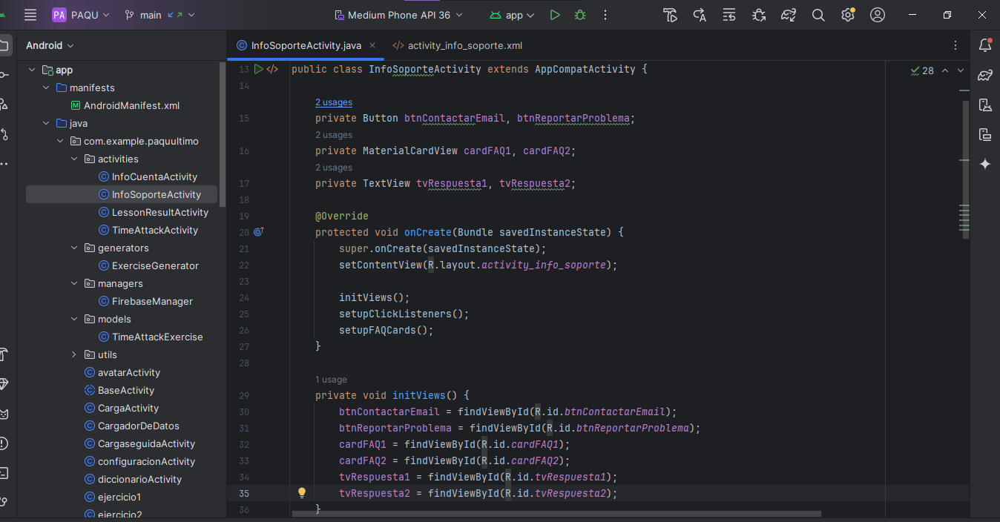 PA PAQU main Medium Phone API 36 app
Android
InfoSoporteActivity.java activity_info_soporte.xml
app
manifests
AndroidManifest.xml
java
com.example.paquultimo
activities
InfoCuentaActivity
InfoSoporteActivity
LessonResultActivity
TimeAttackActivity
generators
ExerciseGenerator
managers
FirebaseManager
models
TimeAttackExercise
utils
avatarActivity
BaseActivity
CargaActivity
CargadorDeDatos
CargaseguidaActivity
configuracionActivity
diccionarioActivity
ejercicio1
ejercicio2
28
13 public class InfoSoporteActivity extends AppCompatActivity {
14
2 usages
15 private Button btnContactarEmail, btnReportarProblema;
2 usages
16 private MaterialCardView cardFAQ1, cardFAQ2;
2 usages
17 private TextView tvRespuesta1, tvRespuesta2;
18
19 @Override
20 protected void onCreate(Bundle savedInstanceState) {
21 super.onCreate(savedInstanceState);
22 setContentView(R.layout.activity_info_soporte);
23
24 initViews();
25 setupClickListeners();
26 setupFAQCards();
27 }
28
1 usage
29 private void initViews() {
30 btnContactarEmail = findViewById(R.id.btnContactarEmail);
31 btnReportarProblema = findViewById(R.id.btnReportarProblema);
32 cardFAQ1 = findViewById(R.id.cardFAQ1);
33 cardFAQ2 = findViewById(R.id.cardFAQ2);
34 tvRespuesta1 = findViewById(R.id.tvRespuesta1);
35 tvRespuesta2 = findViewById(R.id.tvRespuesta2);
36 }